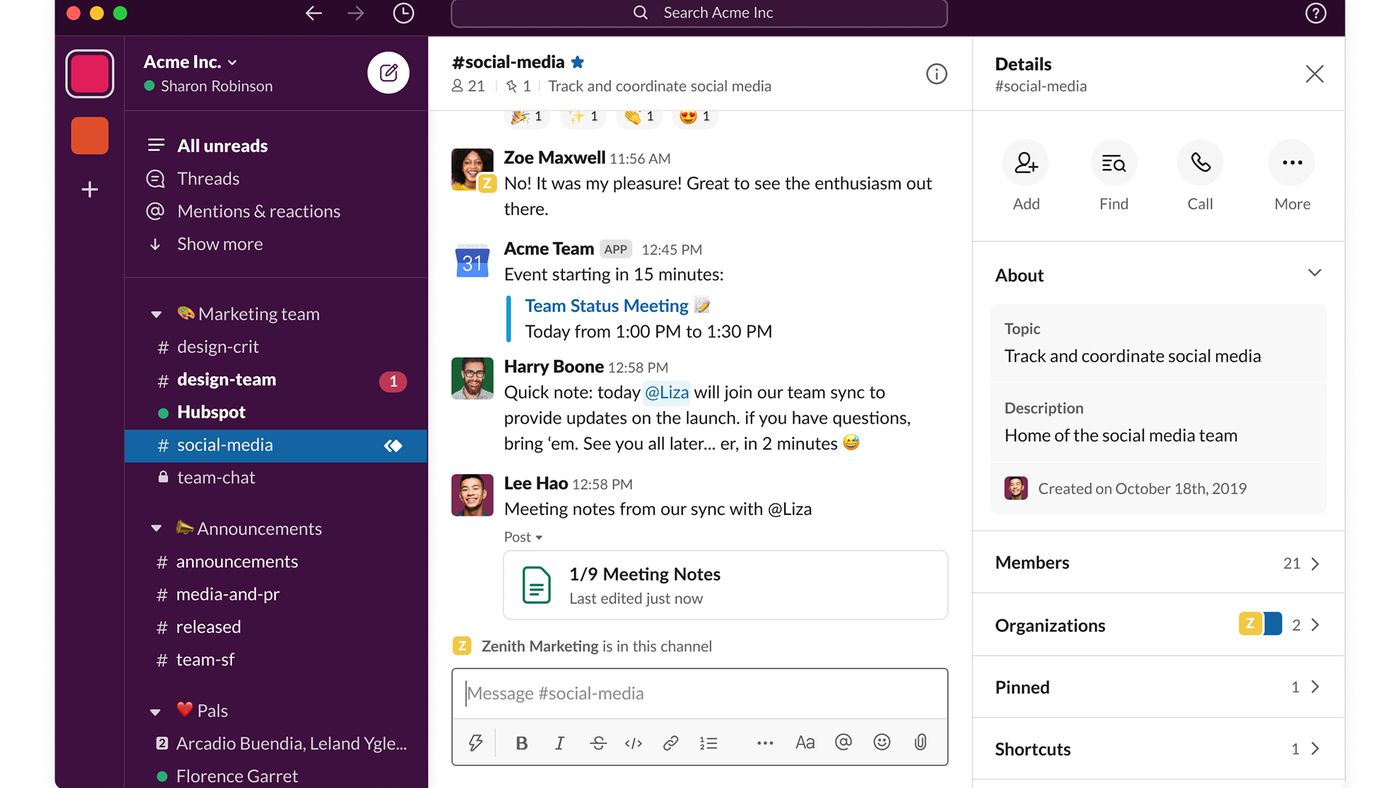 Search Acme Inc
Acme Inc.
Sharon Robinson
All unreads
Threads
Mentions & reactions
Show more
Marketing team
# design-crit
# design-team 1
Hubspot
# social-media
team-chat
Announcements
# announcements
# media-and-pr
# released
# team-sf
Pals
2 Arcadio Buendia, Leland Ygle...
Florence Garret
#social-media
21 | 1 | Track and coordinate social media
🎉 1 ✨ 1 👏 1 😍 1
Z
Zoe Maxwell 11:56 AM
No! It was my pleasure! Great to see the enthusiasm out
there.
31
Acme Team APP 12:45 PM
Event starting in 15 minutes:
Team Status Meeting 📝
Today from 1:00 PM to 1:30 PM
Harry Boone 12:58 PM
Quick note: today @Liza will join our team sync to
provide updates on the launch. if you have questions,
bring ‘em. See you all later... er, in 2 minutes 😅
Lee Hao 12:58 PM
Meeting notes from our sync with @Liza
Post
1/9 Meeting Notes
Last edited just now
Z Zenith Marketing is in this channel
Message #social-media
B I S </> Aa @
Details
#social-media
Add Find Call More
About
Topic
Track and coordinate social media
Description
Home of the social media team
Created on October 18th, 2019
Members 21
Organizations Z 2
Pinned 1
Shortcuts 1